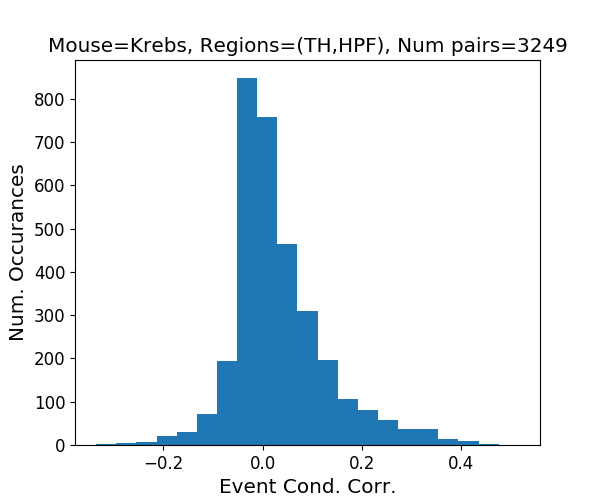 Mouse=Krebs, Regions=(TH,HPF), Num pairs=3249
Num. Occurances
800
700
600
500
400
300
200
100
0
−0.2 0.0 0.2 0.4
Event Cond. Corr.